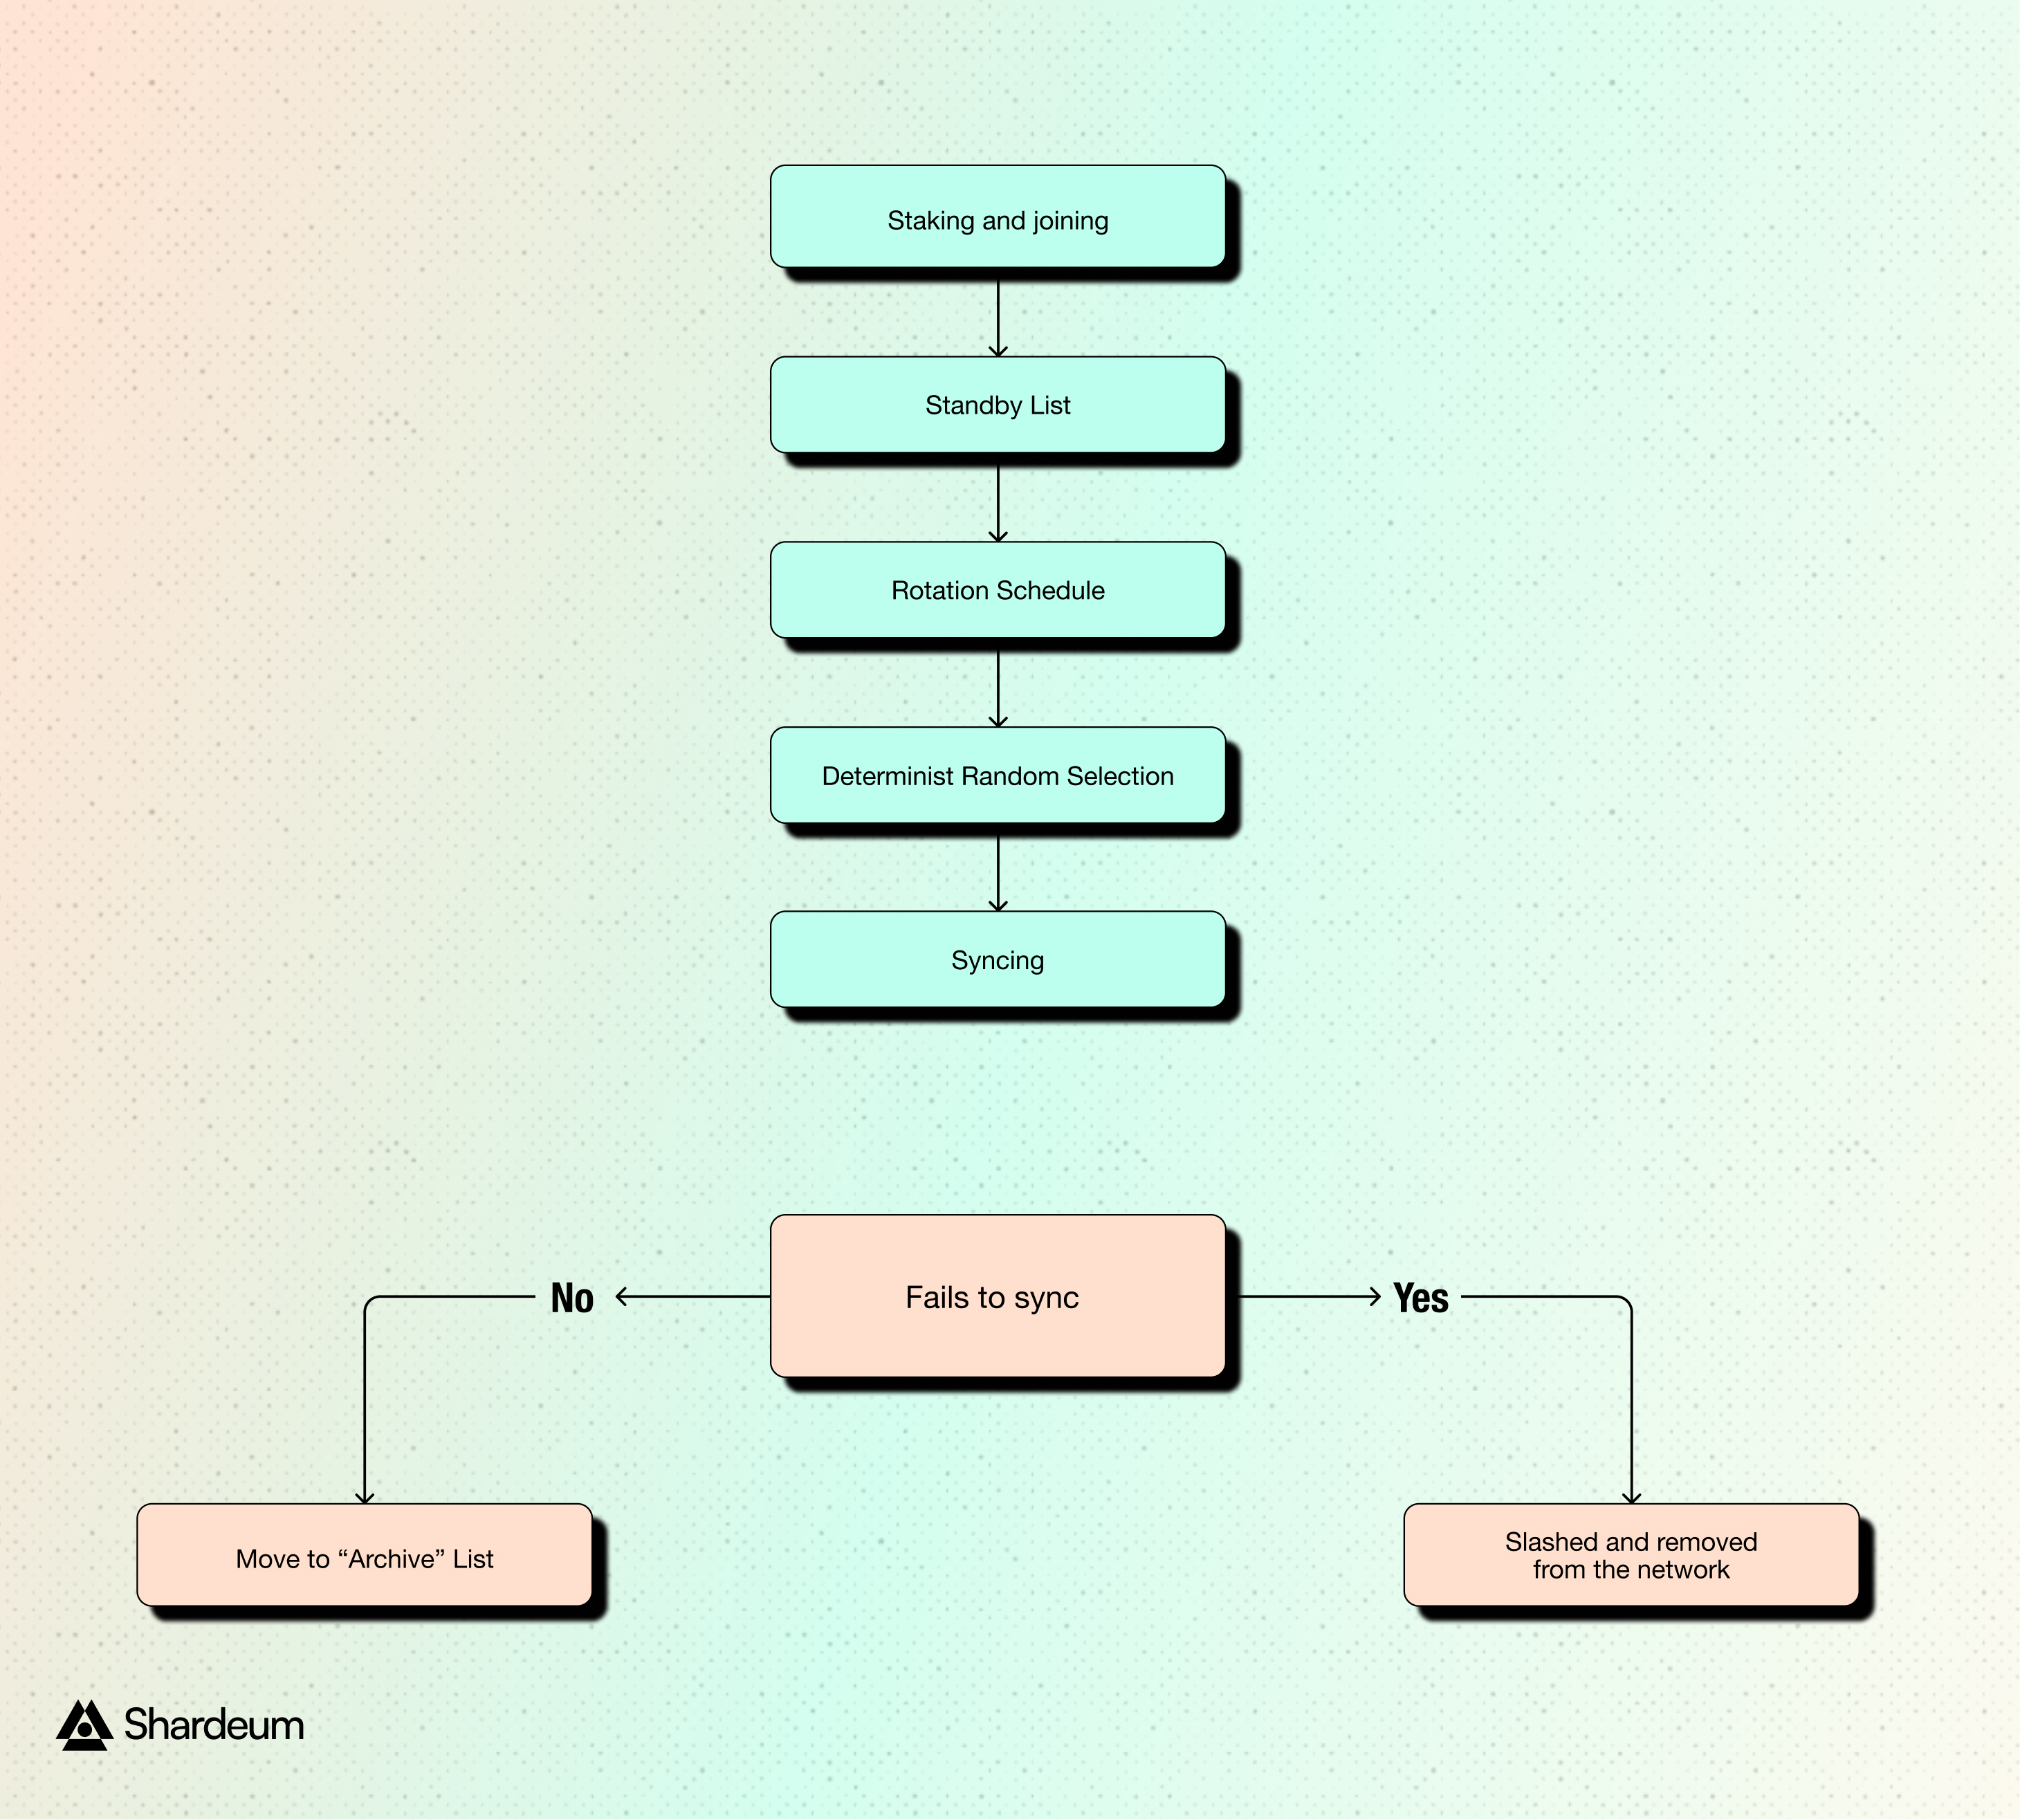 Staking and joining
Standby List
Rotation Schedule
Determinist Random Selection
Syncing
Fails to sync
No
Yes
Move to “Archive” List
Slashed and removed
from the network
Shardeum